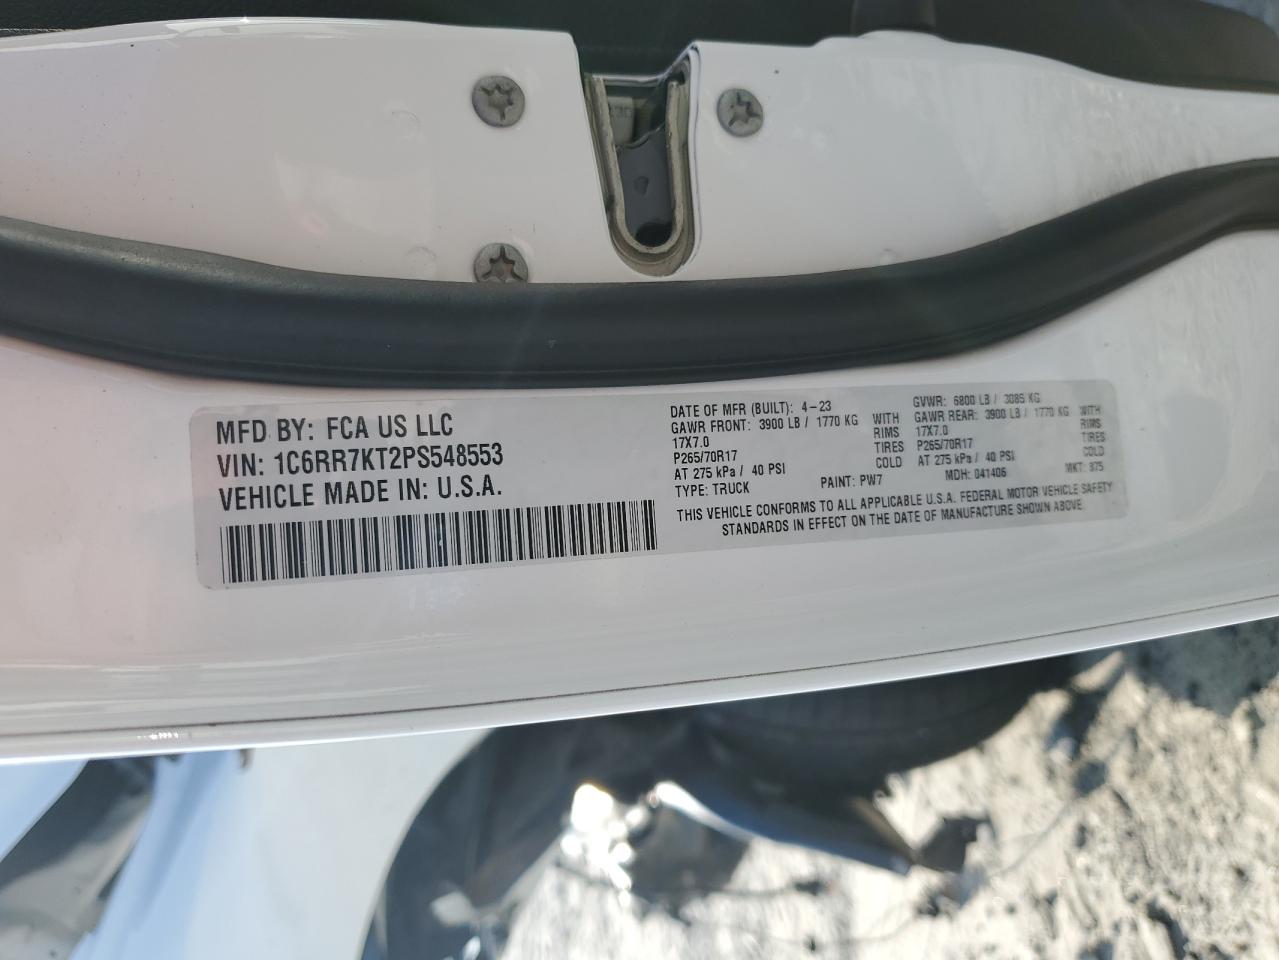 MFD BY: FCA US LLC
VIN: 1C6RR7KT2PS548553
VEHICLE MADE IN: U.S.A.
DATE OF MFR (BUILT): 4-23 GVWR: 6800 LB / 3085 KG
GAWR FRONT: 3900 LB / 1770 KG WITH GAWR REAR: 3900 LB / 1770 KG WITH
17X7.0 RIMS 17X7.0 RIMS
P265/70R17 TIRES P265/70R17 TIRES
AT 275 kPa / 40 PSI COLD AT 275 kPa / 40 PSI COLD
TYPE: TRUCK PAINT: PW7 MDH: 041406 MKT: 375
THIS VEHICLE CONFORMS TO ALL APPLICABLE U.S.A. FEDERAL MOTOR VEHICLE SAFETY
STANDARDS IN EFFECT ON THE DATE OF MANUFACTURE SHOWN ABOVE